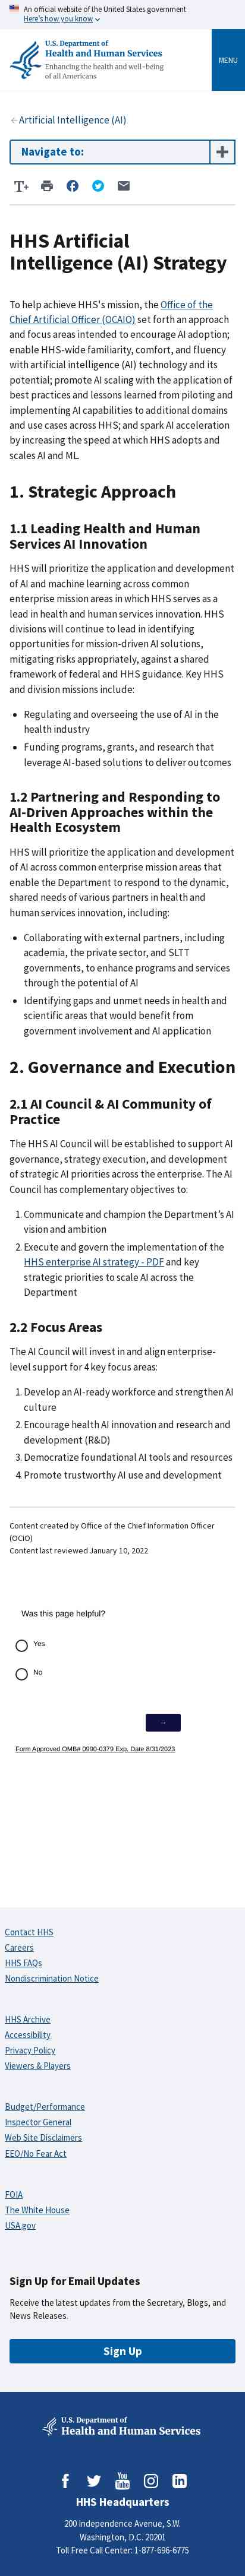 An official website of the United States government
Here's how you know
U.S. Department of
Health and Human Services
Enhancing the health and well-being
of all Americans
MENU
Artificial Intelligence (AI)
Navigate to:
T+
HHS Artificial
Intelligence (AI) Strategy
To help achieve HHS's mission, the Office of the
Chief Artificial Officer (OCAIO) set forth an approach
and focus areas intended to encourage AI adoption;
enable HHS-wide familiarity, comfort, and fluency
with artificial intelligence (AI) technology and its
potential; promote AI scaling with the application of
best practices and lessons learned from piloting and
implementing AI capabilities to additional domains
and use cases across HHS; and spark AI acceleration
by increasing the speed at which HHS adopts and
scales AI and ML.
1. Strategic Approach
1.1 Leading Health and Human
Services AI Innovation
HHS will prioritize the application and development
of AI and machine learning across common
enterprise mission areas in which HHS serves as a
lead in health and human services innovation. HHS
divisions will continue to lead in identifying
opportunities for mission-driven AI solutions,
mitigating risks appropriately, against a shared
framework of federal and HHS guidance. Key HHS
and division missions include:
Regulating and overseeing the use of AI in the
health industry
Funding programs, grants, and research that
leverage AI-based solutions to deliver outcomes
1.2 Partnering and Responding to
AI-Driven Approaches within the
Health Ecosystem
HHS will prioritize the application and development
of AI across common enterprise mission areas that
enable the Department to respond to the dynamic,
shared needs of various partners in health and
human service innovation, including:
Collaborating with external partners, including
academia, the private sector, and SLTT
governments, to enhance programs and services
through the potential of AI
Identifying gaps and unmet needs in health and
scientific areas that would benefit from
government involvement and AI application
2. Governance and Execution
2.1 AI Council & AI Community of
Practice
The HHS AI Council will be established to support AI
governance, strategy execution, and development
of strategic AI priorities across the enterprise. The AI
Council has complementary objectives to:
1. Communicate and champion the Department's AI
vision and ambition
2. Execute and govern the implementation of the
HHS enterprise AI strategy - PDF and key
strategic priorities to scale AI across the
Department
2.2 Focus Areas
The AI Council will invest in and align enterprise-
level support for 4 key focus areas:
1. Develop an AI-ready workforce and strengthen AI
culture
2. Encourage health AI innovation and research and
development (R&D)
3. Democratize foundational AI tools and resources
4. Promote trustworthy AI use and development
Content created by Office of the Chief Information Officer
(OCIO)
Content last reviewed January 10, 2022
Was this page helpful?
Yes
No
→
Form Approved OMB# 0990-0379 Exp. Date 8/31/2023
Contact HHS
Careers
HHS FAQs
Nondiscrimination Notice
HHS Archive
Accessibility
Privacy Policy
Viewers & Players
Budget/Performance
Inspector General
Web Site Disclaimers
EEO/No Fear Act
FOIA
The White House
USA.gov
Sign Up for Email Updates
Receive the latest updates from the Secretary, Blogs, and
News Releases.
Sign Up
U.S. Department of
Health and Human Services
You Tube
HHS Headquarters
200 Independence Avenue, S.W.
Washington, D.C. 20201
Toll Free Call Center: 1-877-696-6775